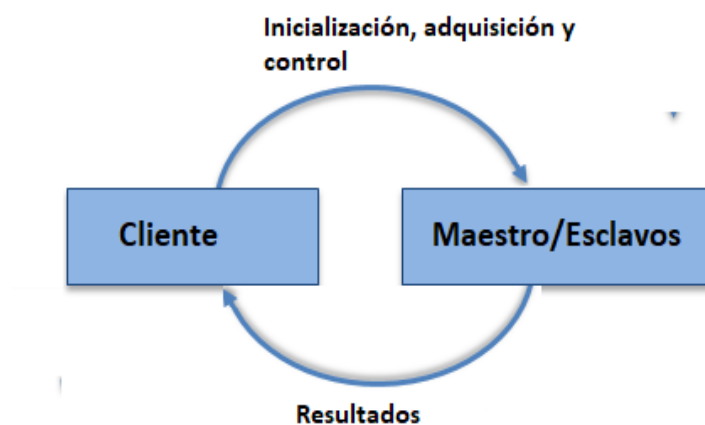 Inicialización, adquisición y
control
Cliente
Maestro/Esclavos
Resultados